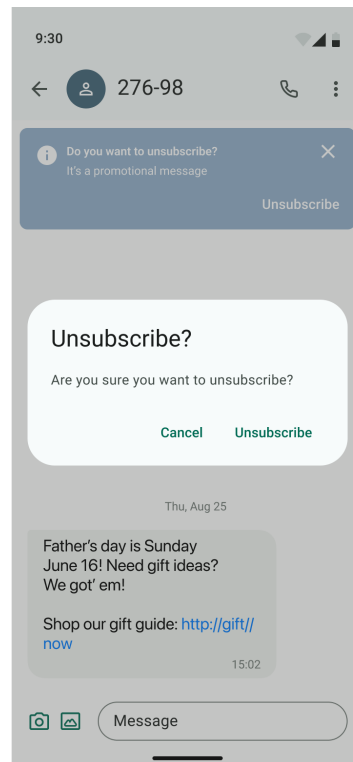 9:30
276-98
Do you want to unsubscribe?
It's a promotional message
Unsubscribe
Unsubscribe?
Are you sure you want to unsubscribe?
Cancel Unsubscribe
Thu, Aug 25
Father's day is Sunday
June 16! Need gift ideas?
We got' em!
Shop our gift guide: http://gift//
now
15:02
Message